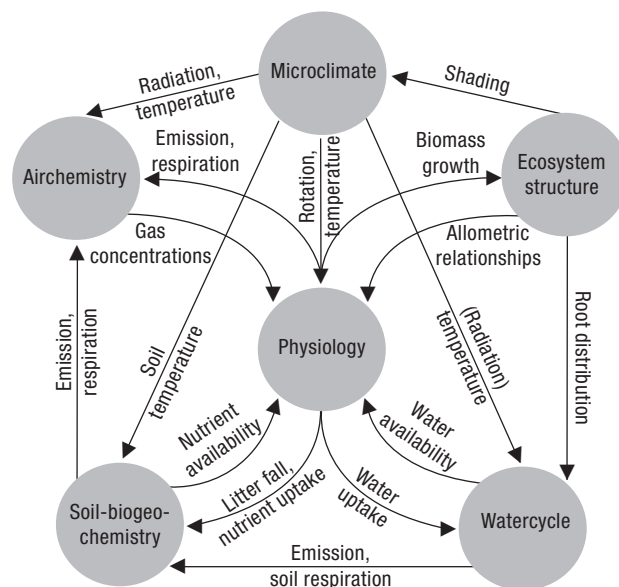 Microclimate
Radiation,
temperature
Shading
Emission,
respiration
Biomass
growth
Airchemistry
Ecosystem
structure
Rotation,
temperature
Gas
concentrations
Allometric
relationships
Emission,
respiration
Soil
temperature
Physiology
(Radiation)
temperature
Root distribution
Nutrient
availability
Water
availability
Litter fall,
nutrient uptake
Water
uptake
Soil-biogeo-
chemistry
Watercycle
Emission,
soil respiration